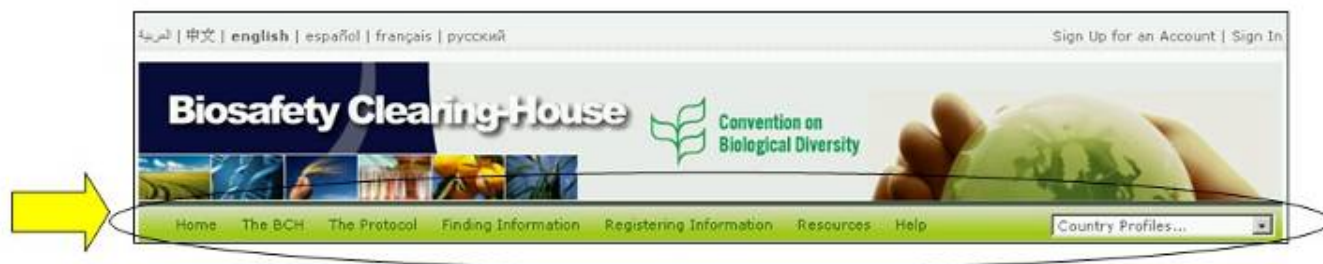 العربية | 中文 | english | español | français | русский
Sign Up for an Account | Sign In
Biosafety Clearing-House
Convention on
Biological Diversity
Home The BCH The Protocol Finding Information Registering Information Resources Help
Country Profiles...